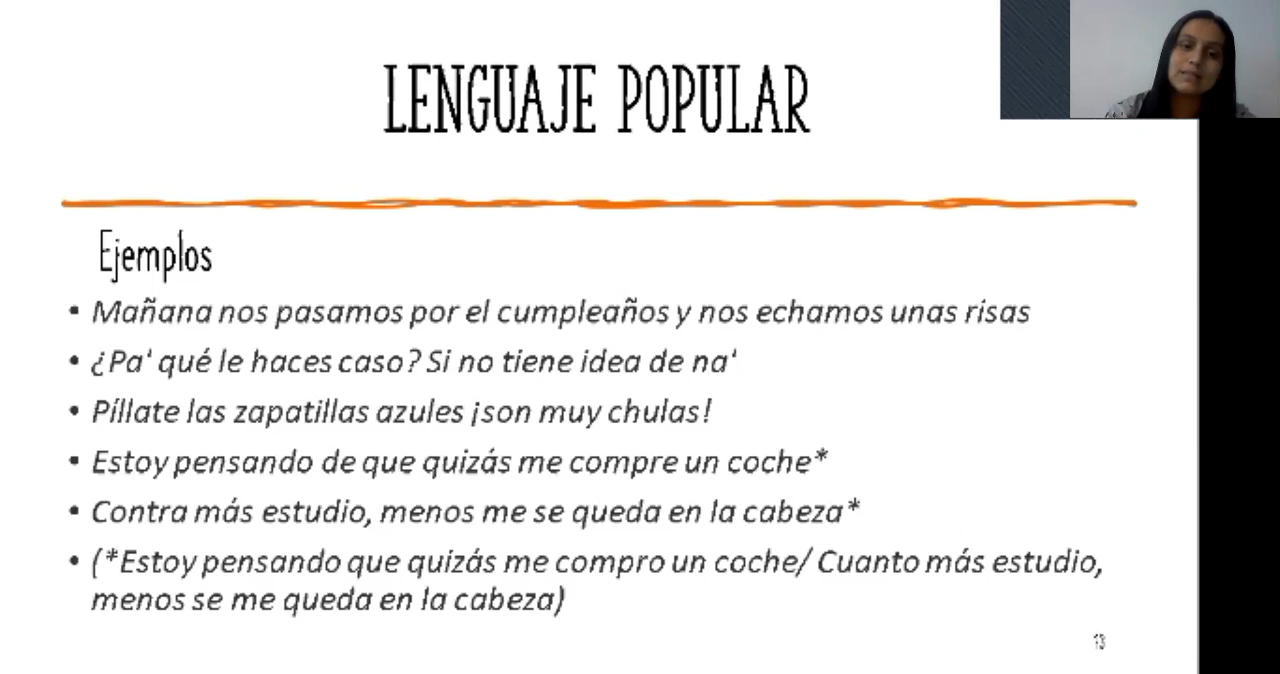 LENGUAJE POPULAR
Ejemplos
• Mañana nos pasamos por el cumpleaños y nos echamos unas risas
• ¿Pa' qué le haces caso? Si no tiene idea de na'
• Píllate las zapatillas azules ¡son muy chulas!
• Estoy pensando de que quizás me compre un coche*
• Contra más estudio, menos me se queda en la cabeza*
• (*Estoy pensando que quizás me compro un coche/ Cuanto más estudio,
menos se me queda en la cabeza)
13